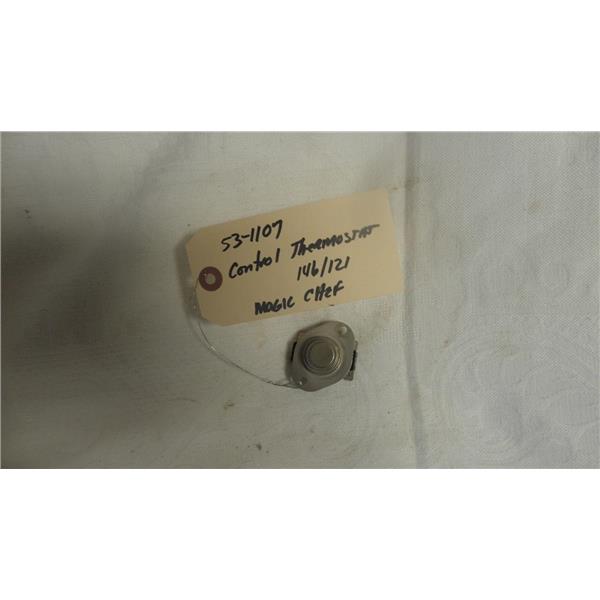 53-1107
Control Thermostat
146/121
Magic Chef